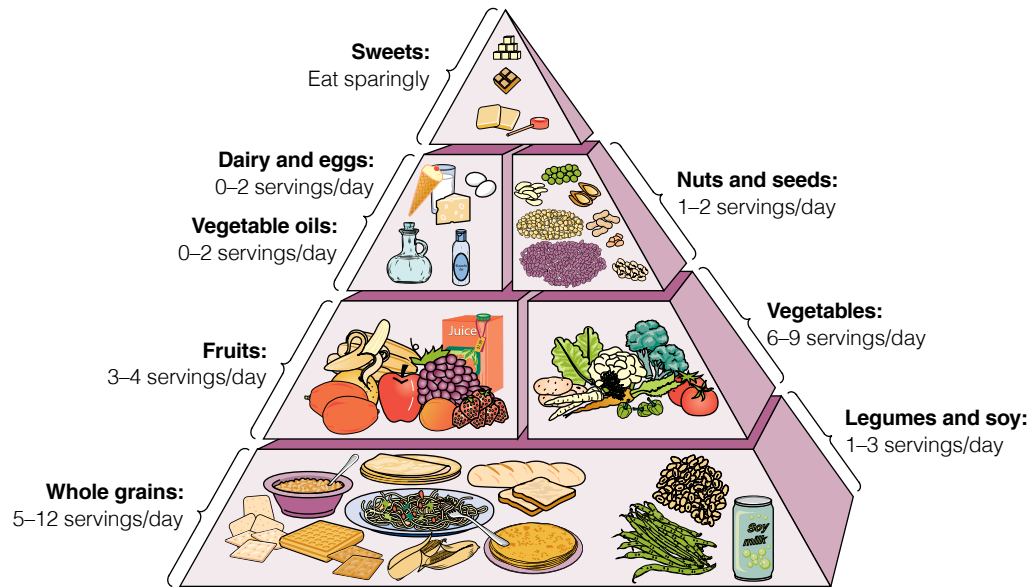 Sweets:
Eat sparingly
Dairy and eggs:
0–2 servings/day
Vegetable oils:
0–2 servings/day
Nuts and seeds:
1–2 servings/day
Fruits:
3–4 servings/day
Juice
Vegetables:
6–9 servings/day
Legumes and soy:
1–3 servings/day
Whole grains:
5–12 servings/day
Soy
milk